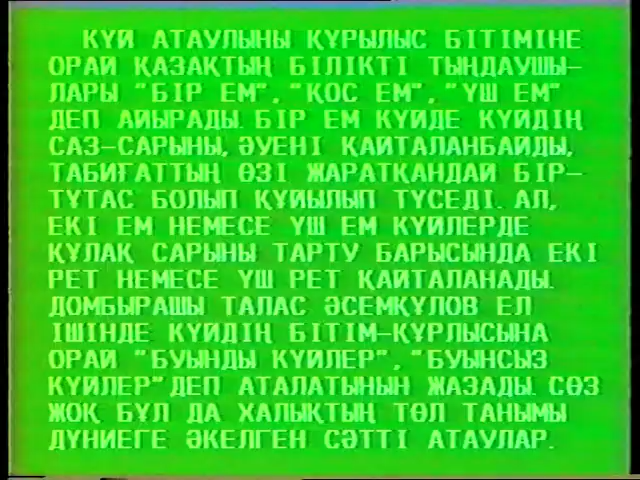 КҮЙ АТАУЛЫНЫ ҚҰРЫЛЫС БІТІМІНЕ
ОРАЙ ҚАЗАҚТЫҢ БІЛІКТІ ТЫҢДАУШЫ-
ЛАРЫ "БІР ЕМ", "ҚОС ЕМ", "ҮШ ЕМ"
ДЕП АЙЫРАДЫ. БІР ЕМ КҮЙДЕ КҮЙДІҢ
САЗ-САРЫНЫ, ӘУЕНІ ҚАЙТАЛАНБАЙДЫ,
ТАБИҒАТТЫҢ ӨЗІ ЖАРАТҚАНДАЙ БІР-
ТҰТАС БОЛЫП ҚҰЙЫЛЫП ТҮСЕДІ. АЛ,
ЕКІ ЕМ НЕМЕСЕ ҮШ ЕМ КҮЙЛЕРДЕ
ҚҰЛАҚ САРЫНЫ ТАРТУ БАРЫСЫНДА ЕКІ
РЕТ НЕМЕСЕ ҮШ РЕТ ҚАЙТАЛАНАДЫ.
ДОМБЫРАШЫ ТАЛАС ӘСЕМҚҰЛОВ ЕЛ
ІШІНДЕ КҮЙДІҢ БІТІМ-ҚҰРЛЫСЫНА
ОРАЙ "БУЫНДЫ КҮЙЛЕР", "БУЫНСЫЗ
КҮЙЛЕР" ДЕП АТАЛАТЫНЫН ЖАЗАДЫ. СӨЗ
ЖОҚ БҰЛ ДА ХАЛЫҚТЫҢ ТӨЛ ТАНЫМЫ
ДҮНИЕГЕ ӘКЕЛГЕН СӘТТІ АТАУЛАР.